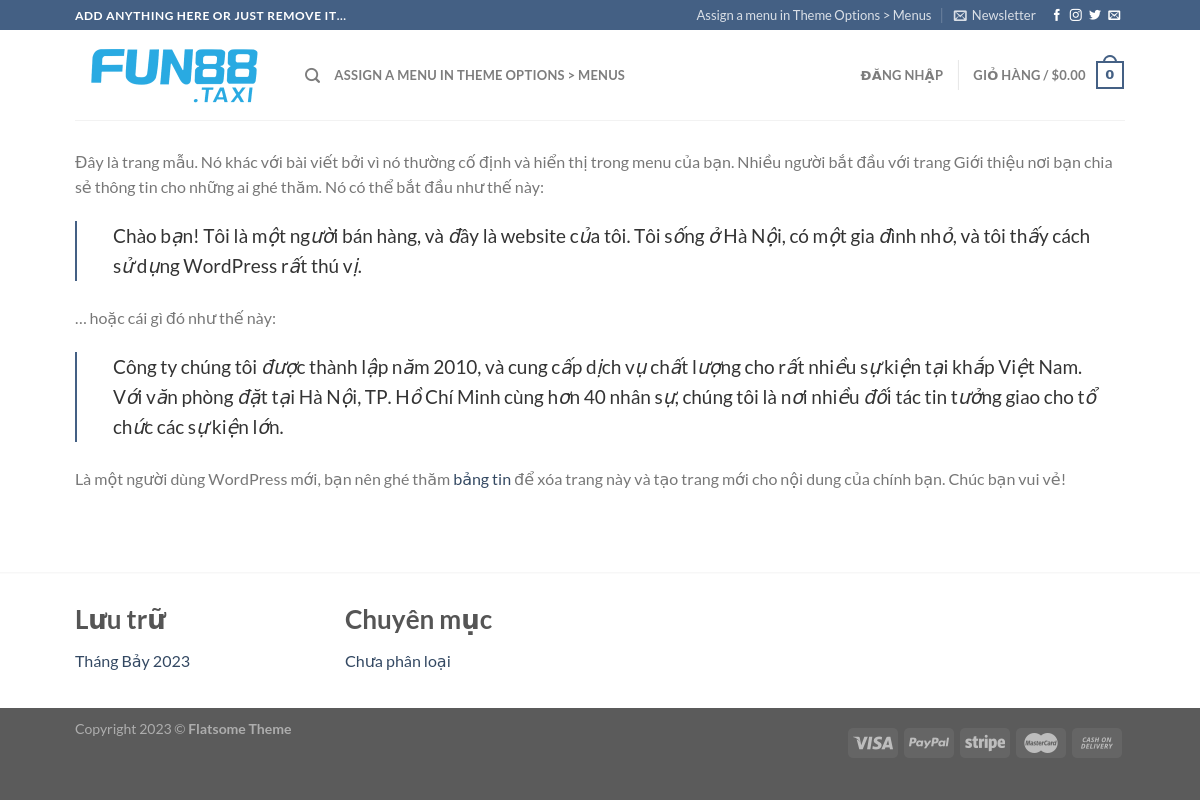 ADD ANYTHING HERE OR JUST REMOVE IT...
Assign a menu in Theme Options > Menus
Newsletter
FUN88
.TAXI
ASSIGN A MENU IN THEME OPTIONS > MENUS
ĐĂNG NHẬP
GIỎ HÀNG / $0.00
0
Đây là trang mẫu. Nó khác với bài viết bởi vì nó thường cố định và hiển thị trong menu của bạn. Nhiều người bắt đầu với trang Giới thiệu nơi bạn chia
sẻ thông tin cho những ai ghé thăm. Nó có thể bắt đầu như thế này:
Chào bạn! Tôi là một người bán hàng, và đây là website của tôi. Tôi sống ở Hà Nội, có một gia đình nhỏ, và tôi thấy cách
sử dụng WordPress rất thú vị.
... hoặc cái gì đó như thế này:
Công ty chúng tôi được thành lập năm 2010, và cung cấp dịch vụ chất lượng cho rất nhiều sự kiện tại khắp Việt Nam.
Với văn phòng đặt tại Hà Nội, TP. Hồ Chí Minh cùng hơn 40 nhân sự, chúng tôi là nơi nhiều đối tác tin tưởng giao cho tổ
chức các sự kiện lớn.
Là một người dùng WordPress mới, bạn nên ghé thăm bảng tin để xóa trang này và tạo trang mới cho nội dung của chính bạn. Chúc bạn vui vẻ!
Lưu trữ
Tháng Bảy 2023
Chuyên mục
Chưa phân loại
Copyright 2023 © Flatsome Theme
VISA
PayPal
stripe
MasterCard
CASH ON
DELIVERY